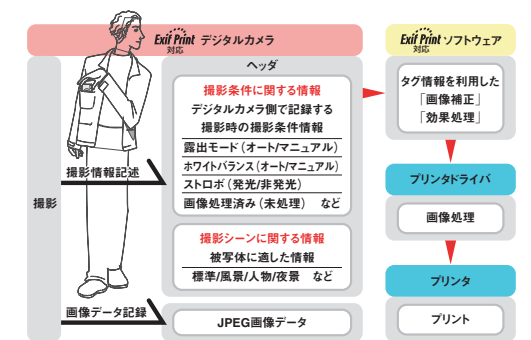 Exif Print
対応
デジタルカメラ
ヘッダ
撮影条件に関する情報
デジタルカメラ側で記録する
撮影時の撮影条件情報
露出モード(オート/マニュアル)
ホワイトバランス(オート/マニュアル)
ストロボ(発光/非発光)
画像処理済み(未処理) など
撮影シーンに関する情報
被写体に適した情報
標準/風景/人物/夜景 など
JPEG画像データ
撮影
撮影情報記述
画像データ記録
Exif Print
対応
ソフトウェア
タグ情報を利用した
「画像補正」
「効果処理」
プリンタドライバ
画像処理
プリンタ
プリント